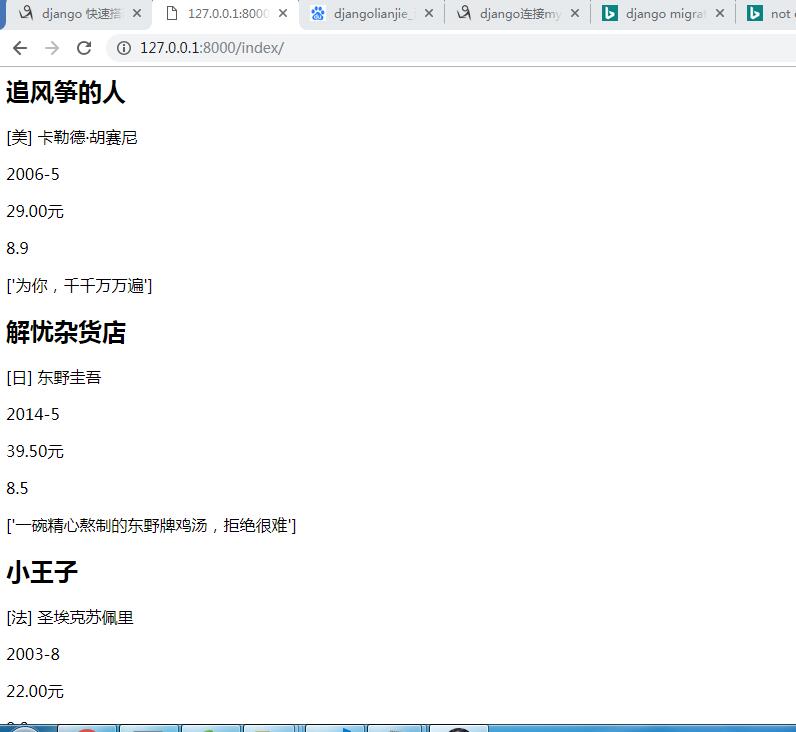 django 快速搭
127.0.0.1:8000
djangolianjie_
django连接my
django migrat
not
127.0.0.1:8000/index/
追风筝的人
[美] 卡勒德·胡赛尼
2006-5
29.00元
8.9
['为你，千千万万遍']
解忧杂货店
[日] 东野圭吾
2014-5
39.50元
8.5
['一碗精心熬制的东野牌鸡汤，拒绝很难']
小王子
[法] 圣埃克苏佩里
2003-8
22.00元